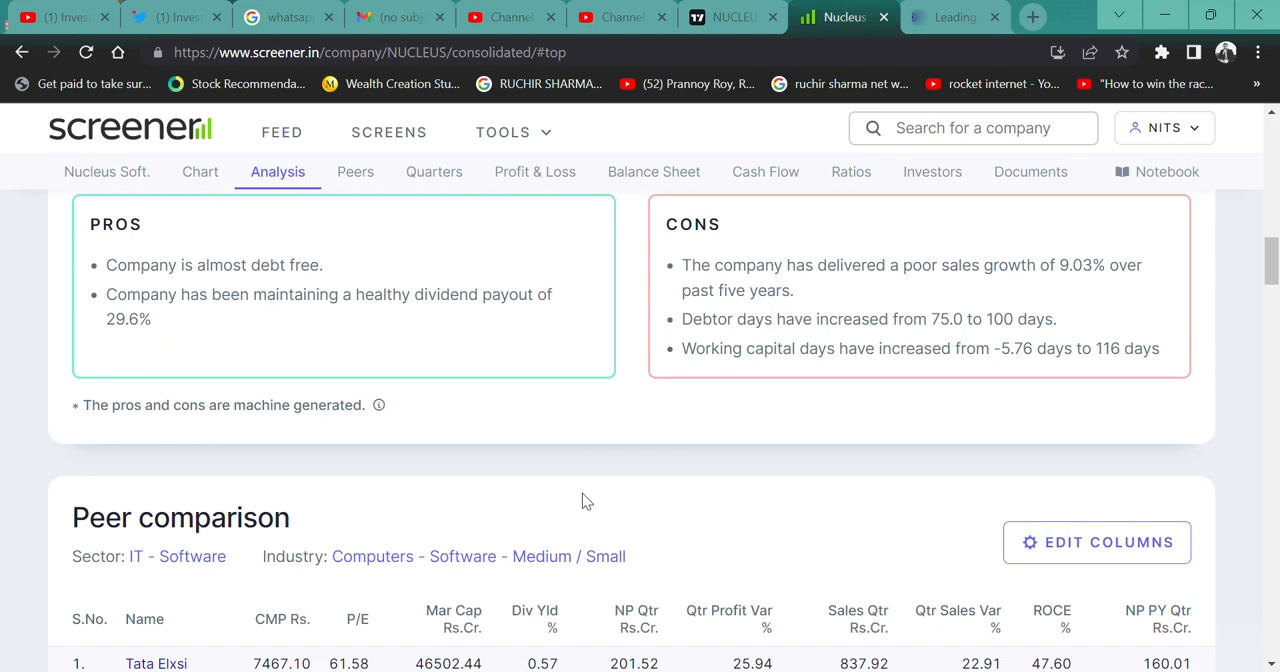 (1) Invest
(1) Invest
whatsapp
(no subj
Channel
Channel
NUCLEU
Nucleus
Leading
https://www.screener.in/company/NUCLEUS/consolidated/#top
Get paid to take sur...
Stock Recommenda...
Wealth Creation Stu...
RUCHIR SHARMA...
(52) Prannoy Roy, R...
ruchir sharma net w...
rocket internet - Yo...
"How to win the rac...
»
screener
FEED
SCREENS
TOOLS
Search for a company
NITS
Nucleus Soft.
Chart
Analysis
Peers
Quarters
Profit & Loss
Balance Sheet
Cash Flow
Ratios
Investors
Documents
Notebook
PROS
• Company is almost debt free.
• Company has been maintaining a healthy dividend payout of
29.6%
CONS
• The company has delivered a poor sales growth of 9.03% over
past five years.
• Debtor days have increased from 75.0 to 100 days.
• Working capital days have increased from -5.76 days to 116 days
* The pros and cons are machine generated.
Peer comparison
Sector: IT - Software Industry: Computers - Software - Medium / Small
EDIT COLUMNS
S.No. Name CMP Rs. P/E Mar Cap Rs.Cr. Div Yld % NP Qtr Rs.Cr. Qtr Profit Var % Sales Qtr Rs.Cr. Qtr Sales Var % ROCE % NP PY Qtr Rs.Cr.
1. Tata Elxsi 7467.10 61.58 46502.44 0.57 201.52 25.94 837.92 22.91 47.60 160.01